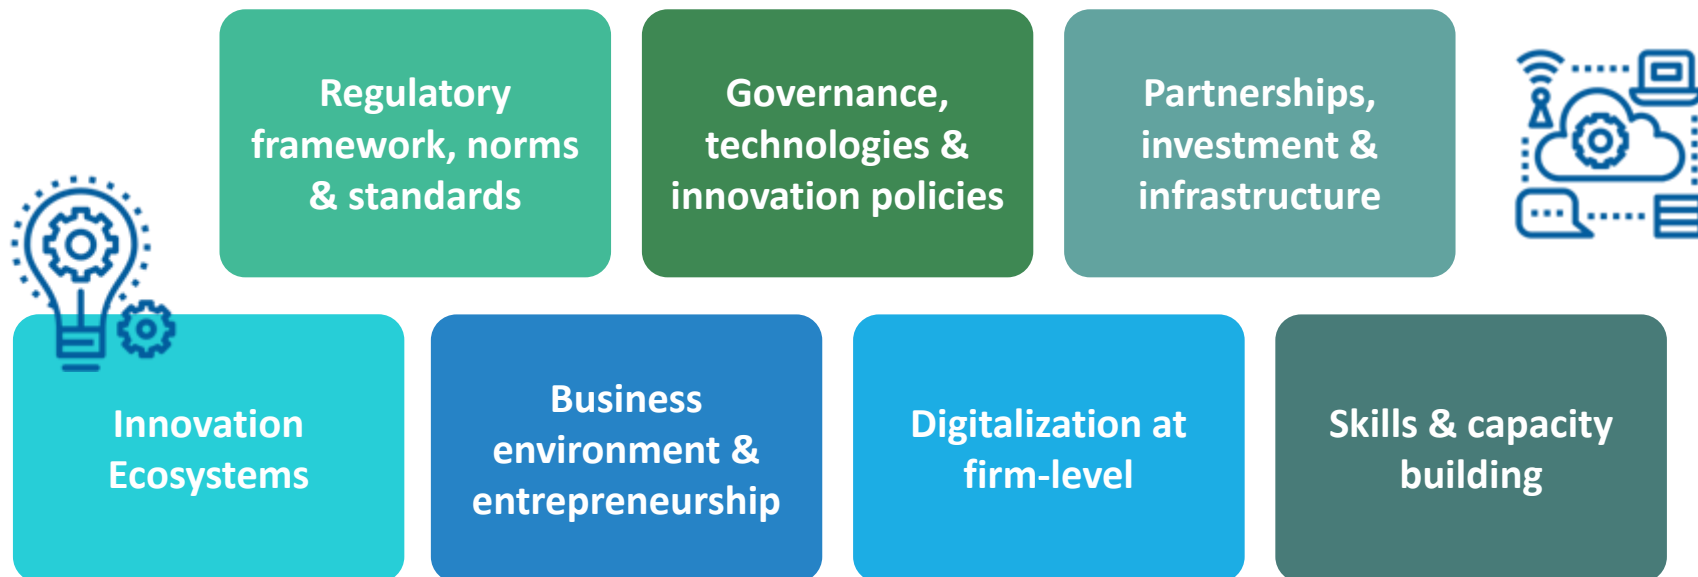 Regulatory
framework, norms
& standards
Governance,
technologies &
innovation policies
Partnerships,
investment &
infrastructure
Innovation
Ecosystems
Business
environment &
entrepreneurship
Digitalization at
firm-level
Skills & capacity
building